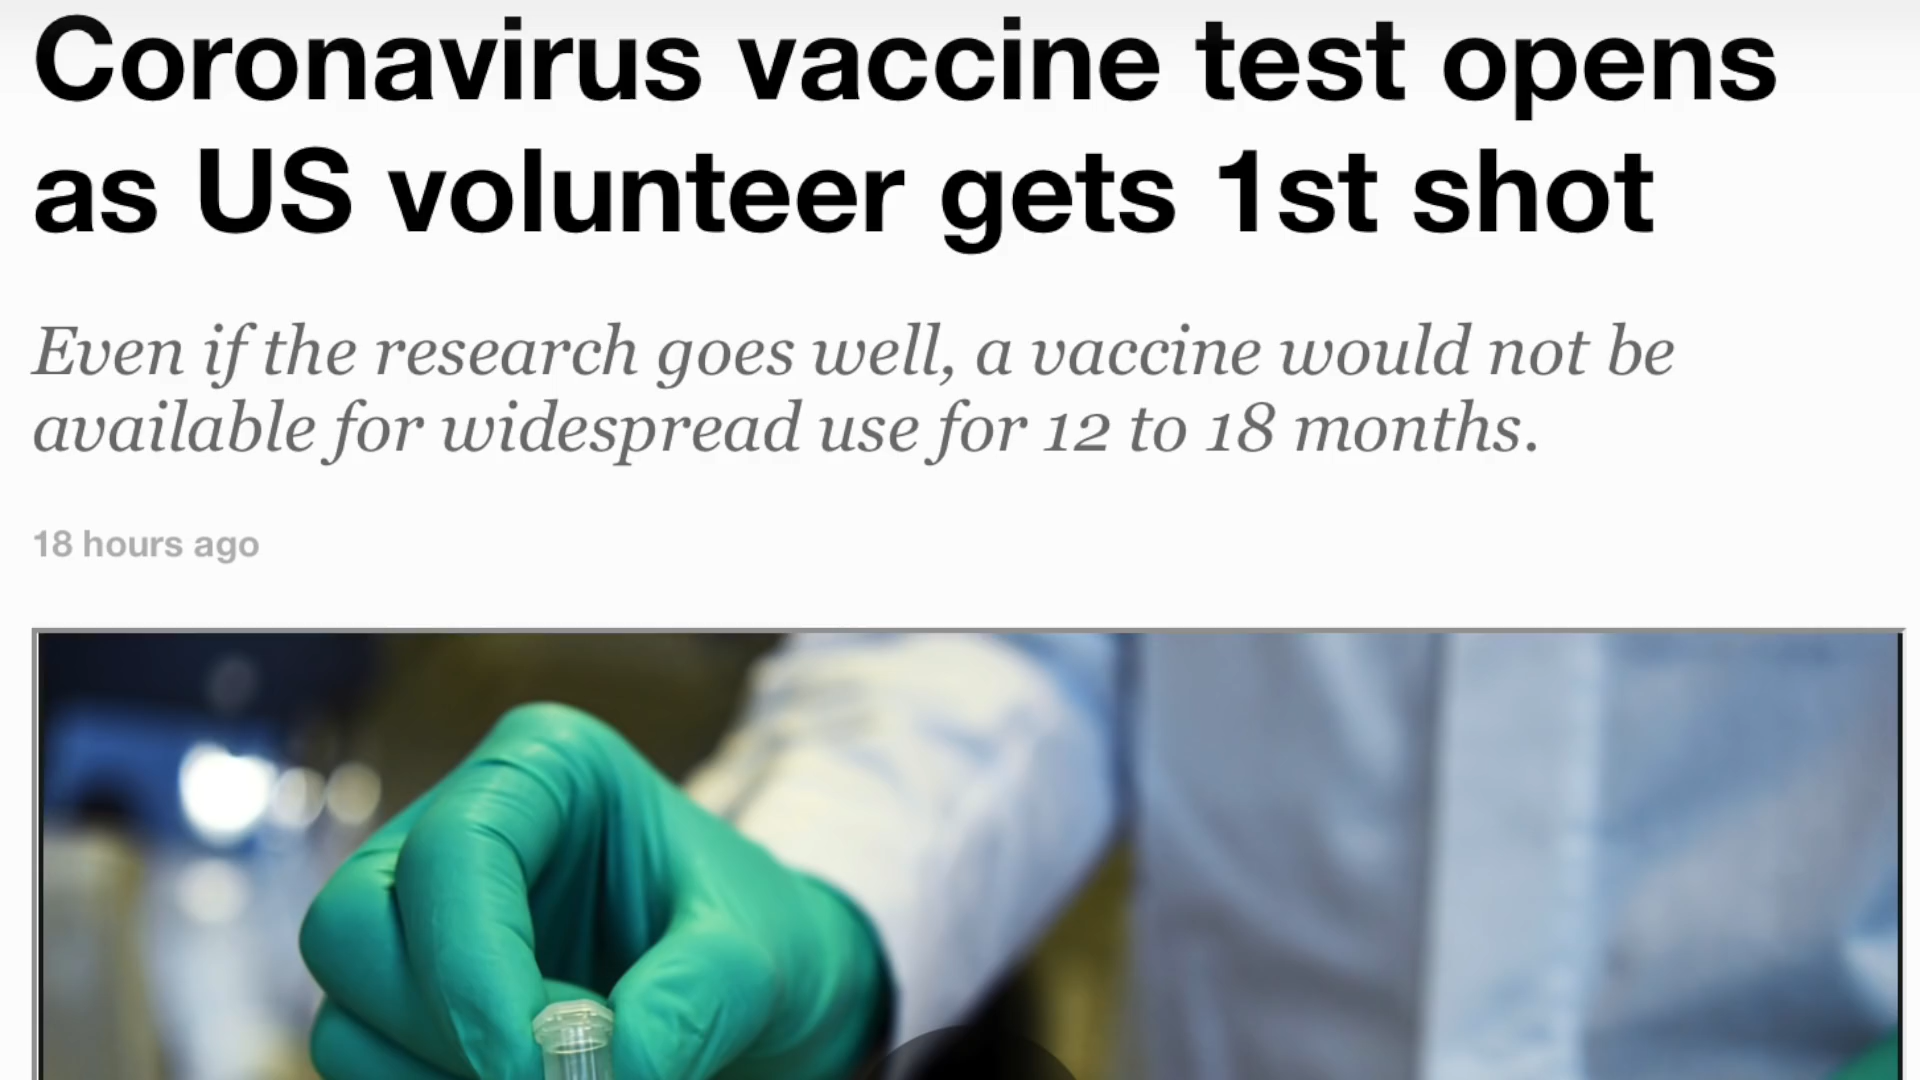 Coronavirus vaccine test opens
as US volunteer gets 1st shot
Even if the research goes well, a vaccine would not be
available for widespread use for 12 to 18 months.
18 hours ago